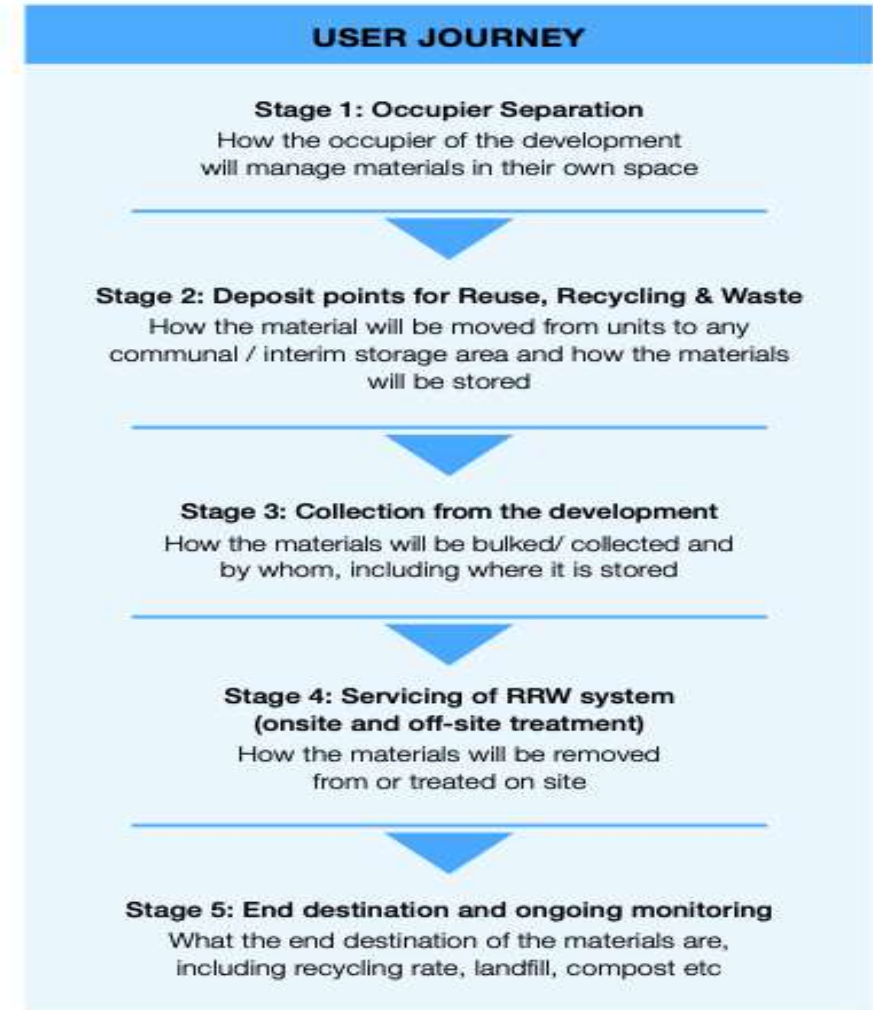 USER JOURNEY
Stage 1: Occupier Separation
How the occupier of the development
will manage materials in their own space
Stage 2: Deposit points for Reuse, Recycling & Waste
How the material will be moved from units to any
communal / interim storage area and how the materials
will be stored
Stage 3: Collection from the development
How the materials will be bulked/ collected and
by whom, including where it is stored
Stage 4: Servicing of RRW system
(onsite and off-site treatment)
How the materials will be removed
from or treated on site
Stage 5: End destination and ongoing monitoring
What the end destination of the materials are,
including recycling rate, landfill, compost etc